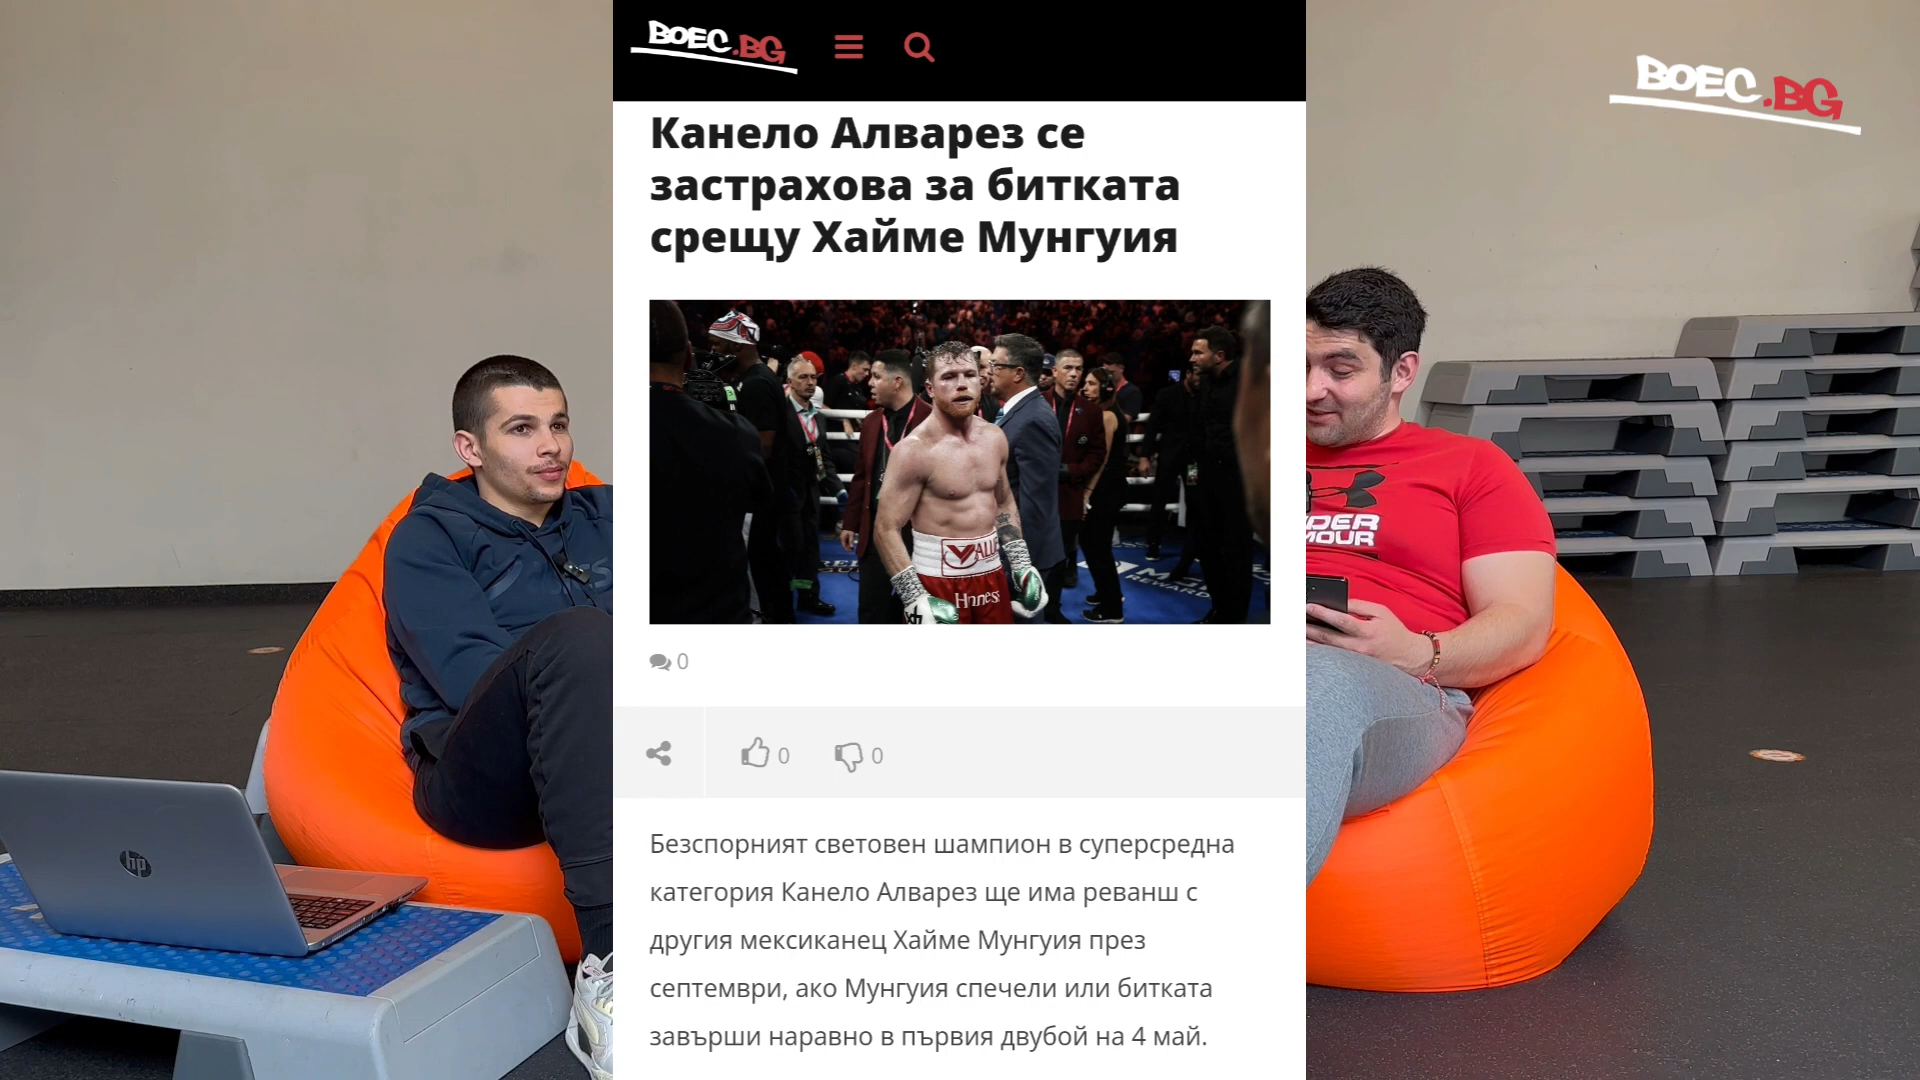 BOEC.BG
BOEC.BG
Канело Алварез се
застрахова за битката
срещу Хайме Мунгуия
VALLE
0
0
0
Безспорният световен шампион в суперсредна
категория Канело Алварез ще има реванш с
другия мексиканец Хайме Мунгуия през
септември, ако Мунгуия спечели или битката
завърши наравно в първия двубой на 4 май.
hp